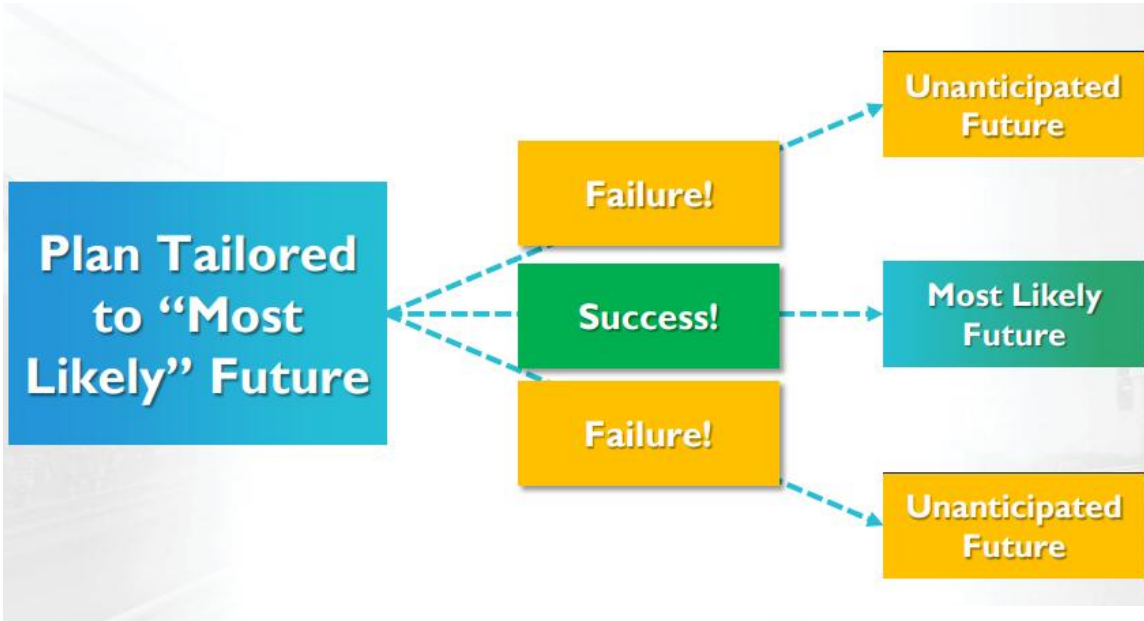 Plan Tailored
to “Most
Likely” Future
Failure!
Success!
Failure!
Unanticipated
Future
Most Likely
Future
Unanticipated
Future